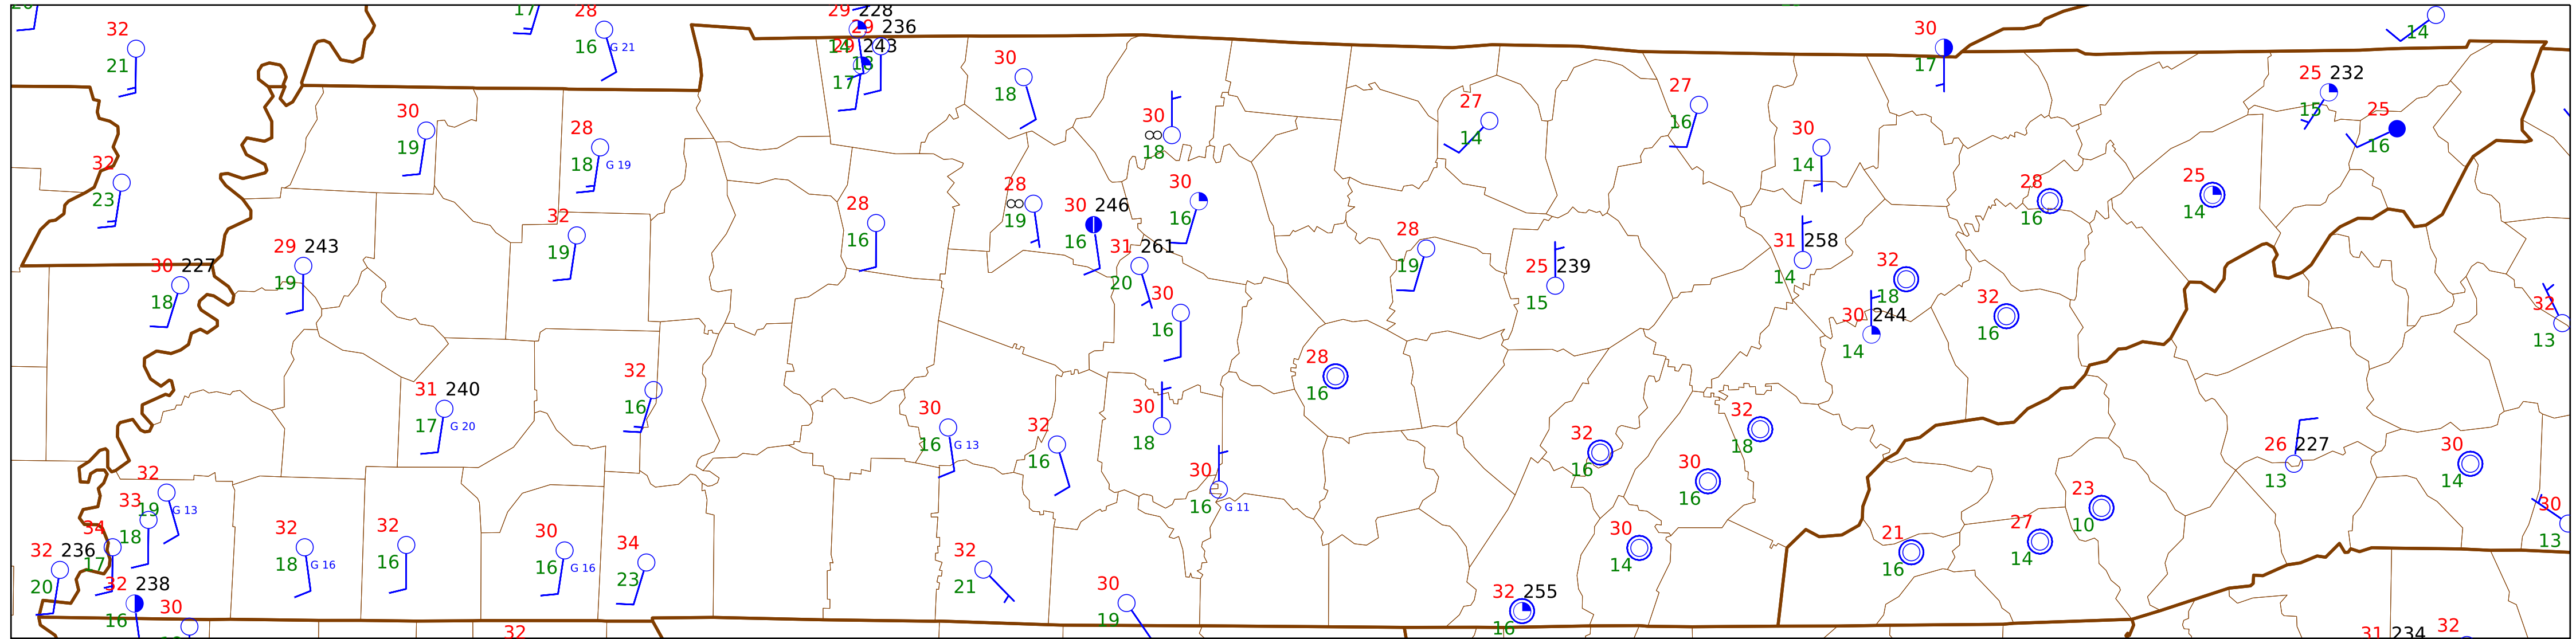 17 28 29 228
32 16 G 21 29 236 30 14
21 14 29 243 17
18
17
30 25 232
18 27 27 15 25
30 28 30 16 30 16
19 18 G 19 ∞ 14 14
32 18
23 28 30 28 25
28 ∞ 30 246 16 16 14
32 19 16
29 243 16 16 31 261 28 31 258
30 227 19 19 20 19 25 239 14 32
18 30 15 18 32
16 30 244 16 32
14 13
31 240 32 28
17 G 20 16 30 16
30 32 18 32
16 G 13 16 32 18 26 227 30
32 30 16 30 13 14
33 19 G 13 16 G 11 16 23 30
34 18 32 32 30 34 30 21 27 10
32 236 17 18 G 16 16 16 G 16 23 32 14 16 14 13
20 32 238 21 30 32 255
16 30 19 16
32 31 234 32